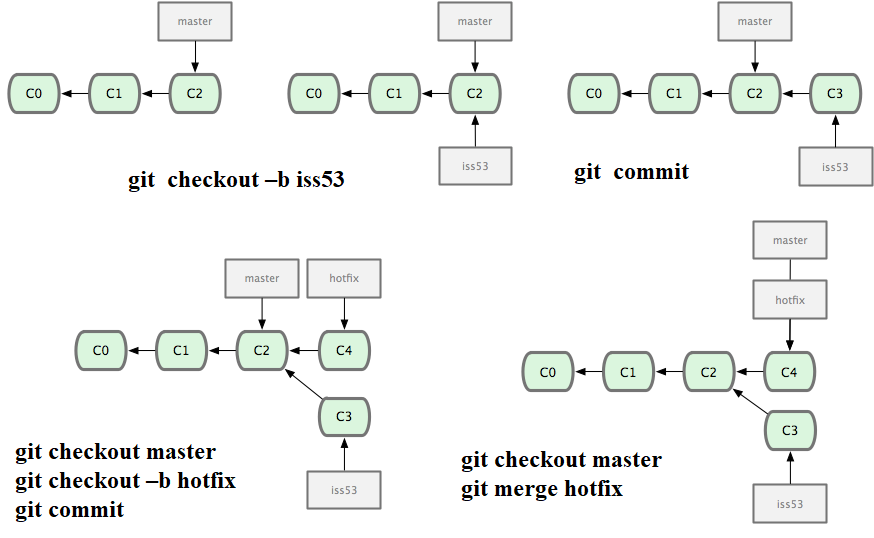 master
C0
C1
C2
master
C0
C1
C2
iss53
git  checkout –b iss53
master
C0
C1
C2
C3
iss53
git  commit
master
hotfix
C0
C1
C2
C4
C3
iss53
git checkout master
git checkout –b hotfix
git commit
master
hotfix
C0
C1
C2
C4
C3
iss53
git checkout master
git merge hotfix